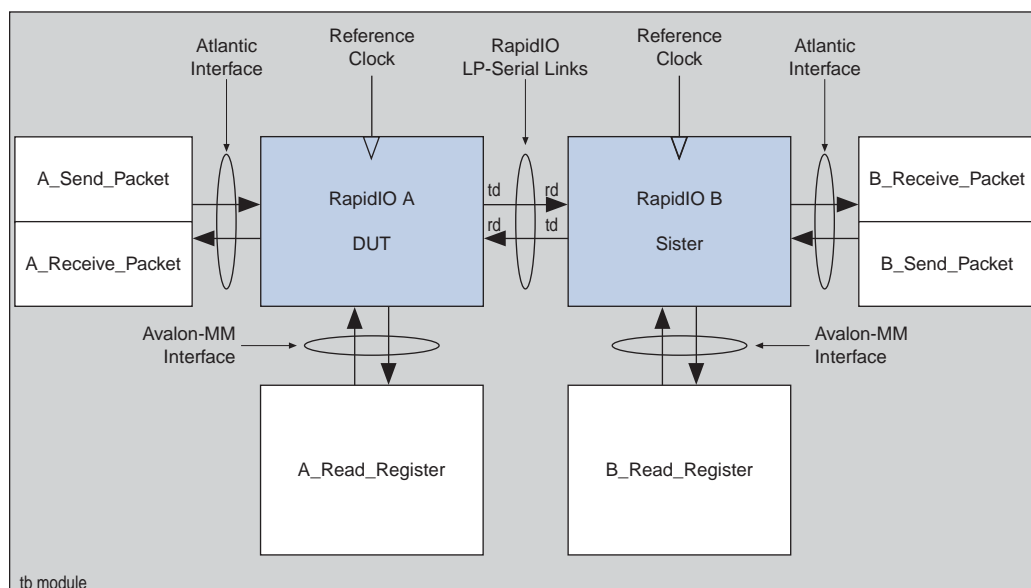 Atlantic
Interface
Reference
Clock
RapidIO
LP-Serial Links
Reference
Clock
Atlantic
Interface
A_Send_Packet
A_Receive_Packet
RapidIO A
DUT
td
rd
rd
td
RapidIO B
Sister
B_Receive_Packet
B_Send_Packet
Avalon-MM
Interface
Avalon-MM
Interface
A_Read_Register
B_Read_Register
tb module